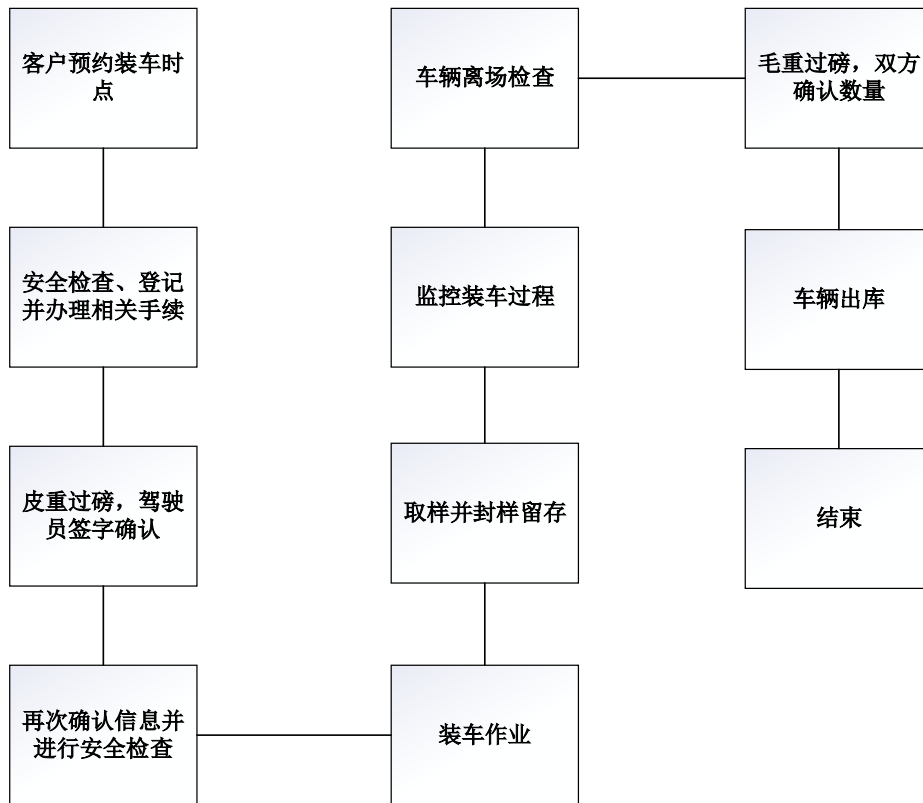 客户预约装车时
点
安全检查、登记
并办理相关手续
皮重过磅，驾驶
员签字确认
再次确认信息并
进行安全检查
装车作业
取样并封样留存
监控装车过程
车辆离场检查
毛重过磅，双方
确认数量
车辆出库
结束